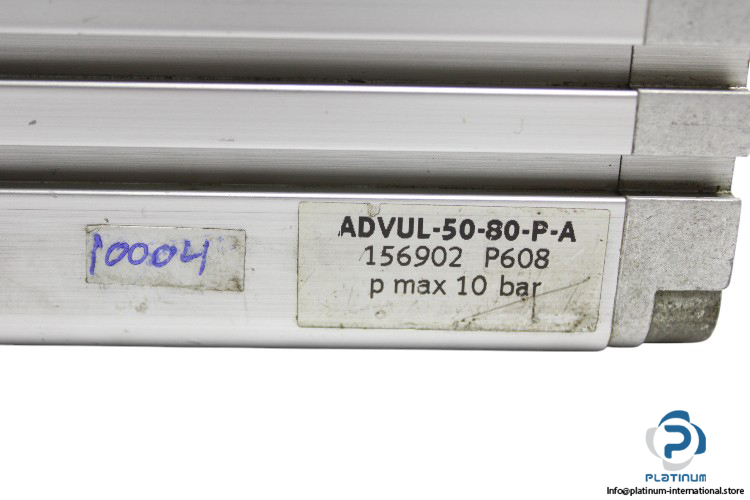 ADVUL-50-80-P-A
156902 P608
p max 10 bar
10004
PLATINUM
Info@platinum-international.store